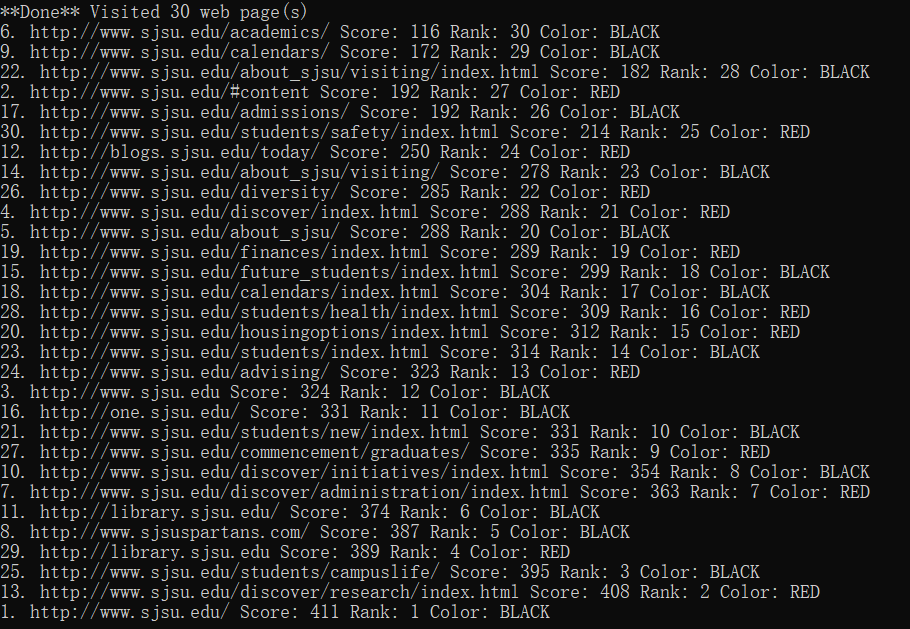 **Done** Visited 30 web page(s)
6. http://www.sjsu.edu/academics/ Score: 116 Rank: 30 Color: BLACK
9. http://www.sjsu.edu/calendars/ Score: 172 Rank: 29 Color: BLACK
22. http://www.sjsu.edu/about_sjsu/visiting/index.html Score: 182 Rank: 28 Color: BLACK
2. http://www.sjsu.edu/#content Score: 192 Rank: 27 Color: RED
17. http://www.sjsu.edu/admissions/ Score: 192 Rank: 26 Color: BLACK
30. http://www.sjsu.edu/students/safety/index.html Score: 214 Rank: 25 Color: RED
12. http://blogs.sjsu.edu/today/ Score: 250 Rank: 24 Color: RED
14. http://www.sjsu.edu/about_sjsu/visiting/ Score: 278 Rank: 23 Color: BLACK
26. http://www.sjsu.edu/diversity/ Score: 285 Rank: 22 Color: RED
4. http://www.sjsu.edu/discover/index.html Score: 288 Rank: 21 Color: RED
5. http://www.sjsu.edu/about_sjsu/ Score: 288 Rank: 20 Color: BLACK
19. http://www.sjsu.edu/finances/index.html Score: 289 Rank: 19 Color: RED
15. http://www.sjsu.edu/future_students/index.html Score: 299 Rank: 18 Color: BLACK
18. http://www.sjsu.edu/calendars/index.html Score: 304 Rank: 17 Color: BLACK
28. http://www.sjsu.edu/students/health/index.html Score: 309 Rank: 16 Color: RED
20. http://www.sjsu.edu/housingoptions/index.html Score: 312 Rank: 15 Color: RED
23. http://www.sjsu.edu/students/index.html Score: 314 Rank: 14 Color: BLACK
24. http://www.sjsu.edu/advising/ Score: 323 Rank: 13 Color: RED
3. http://www.sjsu.edu Score: 324 Rank: 12 Color: BLACK
16. http://one.sjsu.edu/ Score: 331 Rank: 11 Color: BLACK
21. http://www.sjsu.edu/students/new/index.html Score: 331 Rank: 10 Color: BLACK
27. http://www.sjsu.edu/commencement/graduates/ Score: 335 Rank: 9 Color: RED
10. http://www.sjsu.edu/discover/initiatives/index.html Score: 354 Rank: 8 Color: BLACK
7. http://www.sjsu.edu/discover/administration/index.html Score: 363 Rank: 7 Color: RED
11. http://library.sjsu.edu/ Score: 374 Rank: 6 Color: BLACK
8. http://www.sjsuspartans.com/ Score: 387 Rank: 5 Color: BLACK
29. http://library.sjsu.edu Score: 389 Rank: 4 Color: RED
25. http://www.sjsu.edu/students/campuslife/ Score: 395 Rank: 3 Color: BLACK
13. http://www.sjsu.edu/discover/research/index.html Score: 408 Rank: 2 Color: RED
1. http://www.sjsu.edu/ Score: 411 Rank: 1 Color: BLACK